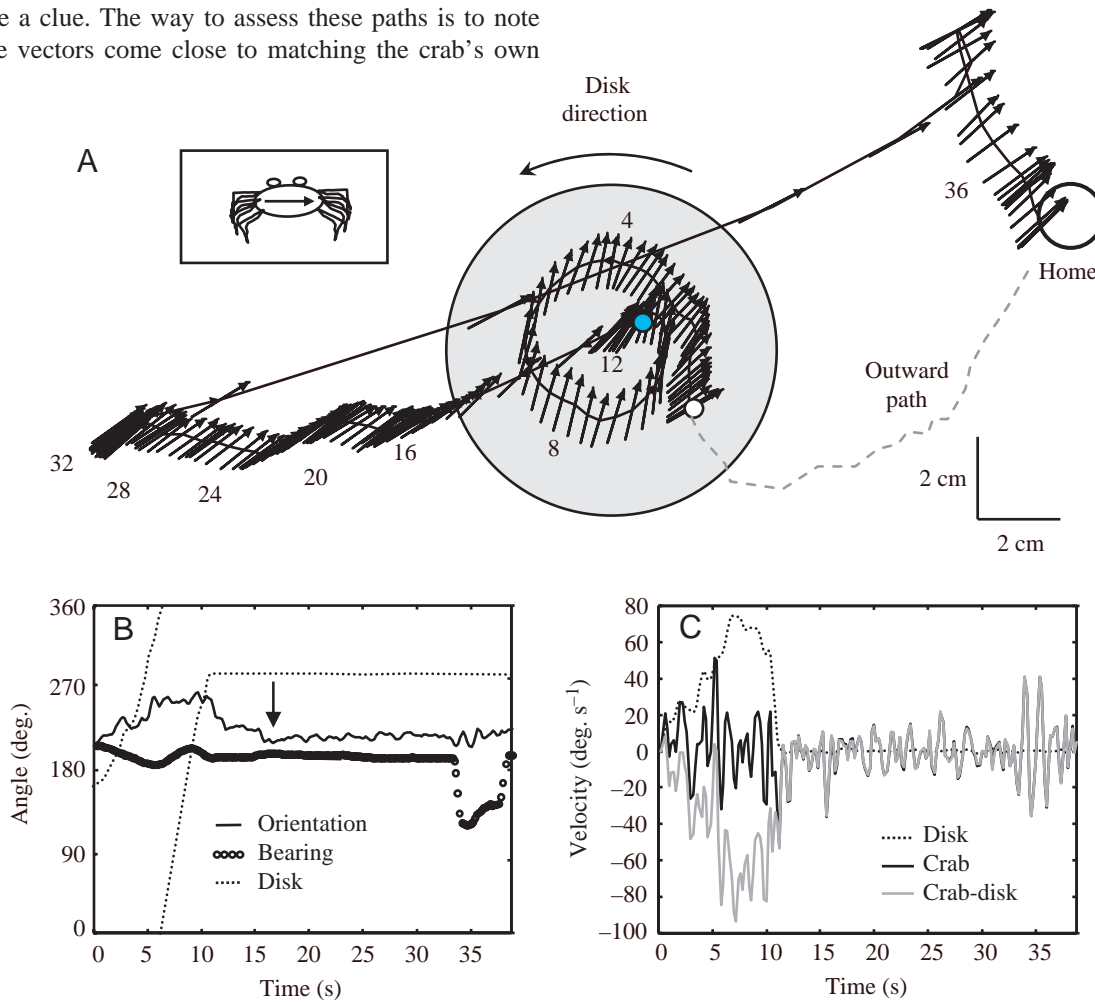 e a clue. The way to assess these paths is to note
e vectors come close to matching the crab's own
A
Disk
direction
4
36
Home
12
Outward
path
8
16
20
24
28
32
2 cm
2 cm
B
360
270
180
90
0
Angle (deg.)
Orientation
Bearing
Disk
0 5 10 15 20 25 30 35
Time (s)
C
80
60
40
20
0
–20
–40
–60
–80
–100
Velocity (deg. s–1)
Disk
Crab
Crab-disk
0 5 10 15 20 25 30 35
Time (s)